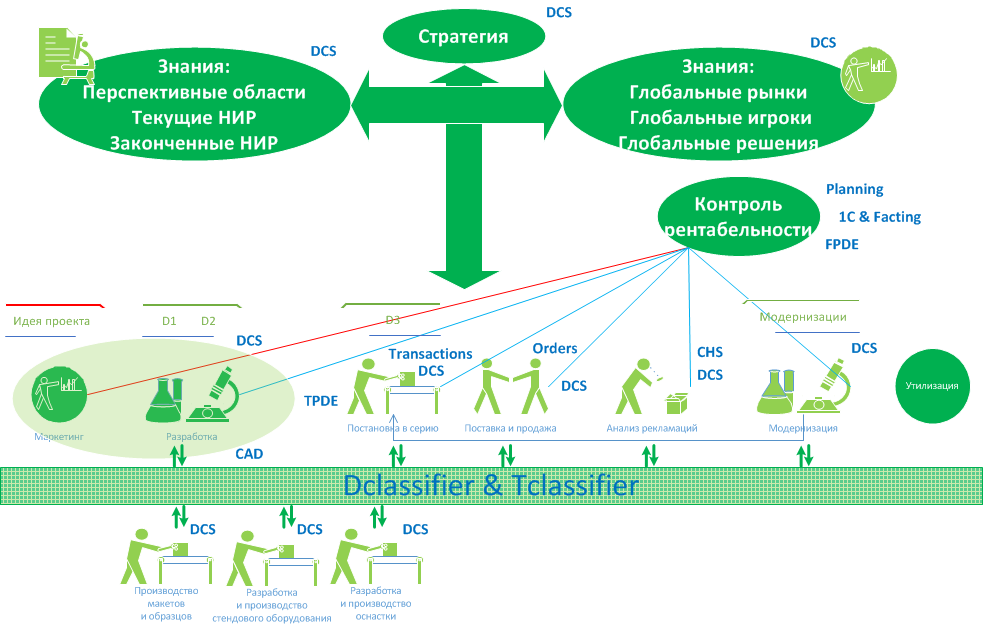 DCS
Стратегия
DCS
Знания:
Перспективные области
Текущие НИР
Законченные НИР
DCS
Знания:
Глобальные рынки
Глобальные игроки
Глобальные решения
Контроль
рентабельности
Planning
1C & Facting
FPDE
Идея проекта
D1 D2
D3
Модернизации
DCS
Transactions
DCS
Orders
DCS
CHS
DCS
DCS
TPDE
Утилизация
Маркетинг
Разработка
Постановка в серию
Поставка и продажа
Анализ рекламаций
Модернизация
CAD
Dclassifier & Tclassifier
DCS
DCS
DCS
Производство
макетов
и образцов
Разработка
и производство
стендового оборудования
Разработка
и производство
оснастки